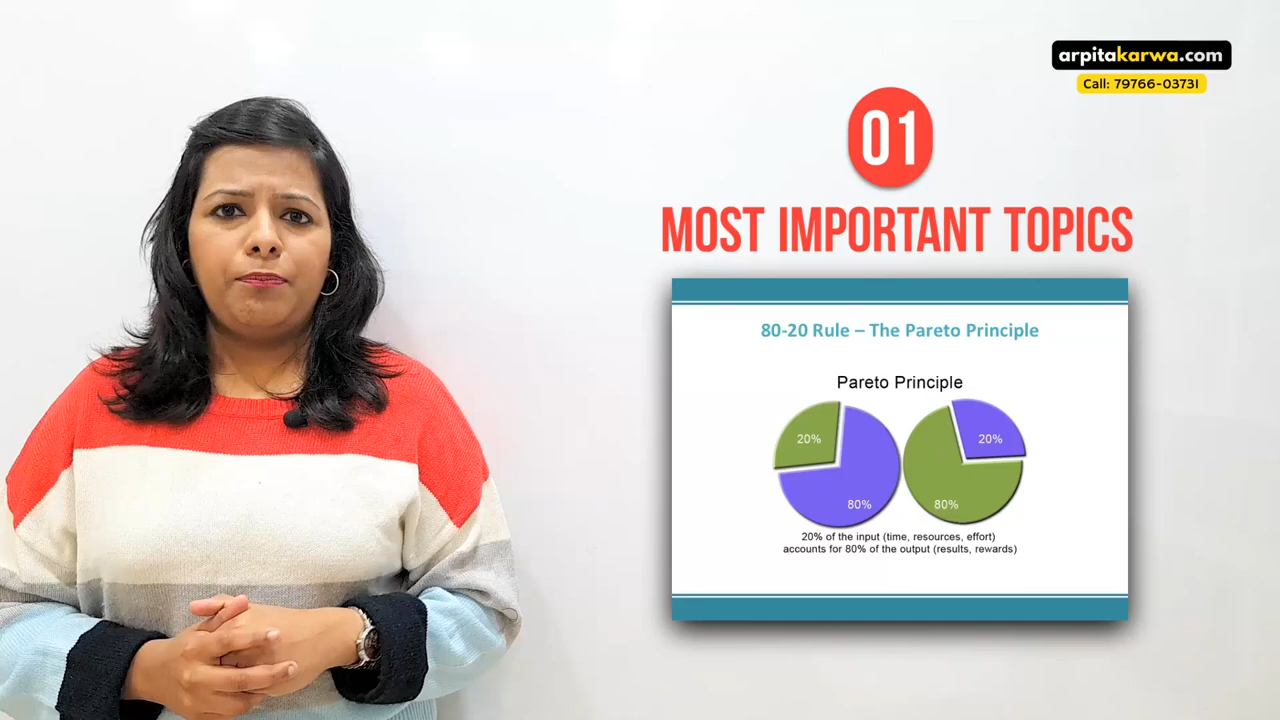 arpitakarwa.com
Call: 79766-03731
01
MOST IMPORTANT TOPICS
80-20 Rule – The Pareto Principle
Pareto Principle
20%
80%
20%
80%
20% of the input (time, resources, effort)
accounts for 80% of the output (results, rewards)